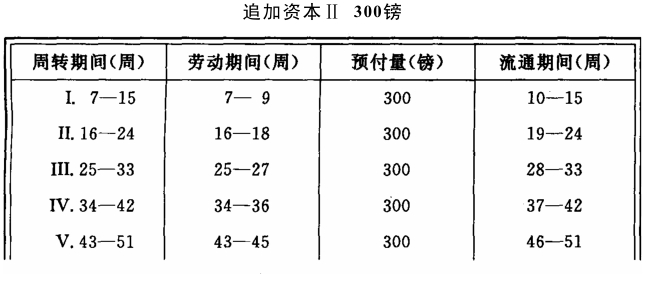 追加资本Ⅱ 300镑
周转期间(周) 劳动期间(周) 预付量(镑) 流通期间(周)
I. 7—15 7— 9 300 10—15
II. 16—24 16—18 300 19—24
III. 25—33 25—27 300 28—33
IV. 34—42 34—36 300 37—42
V. 43—51 43—45 300 46—51